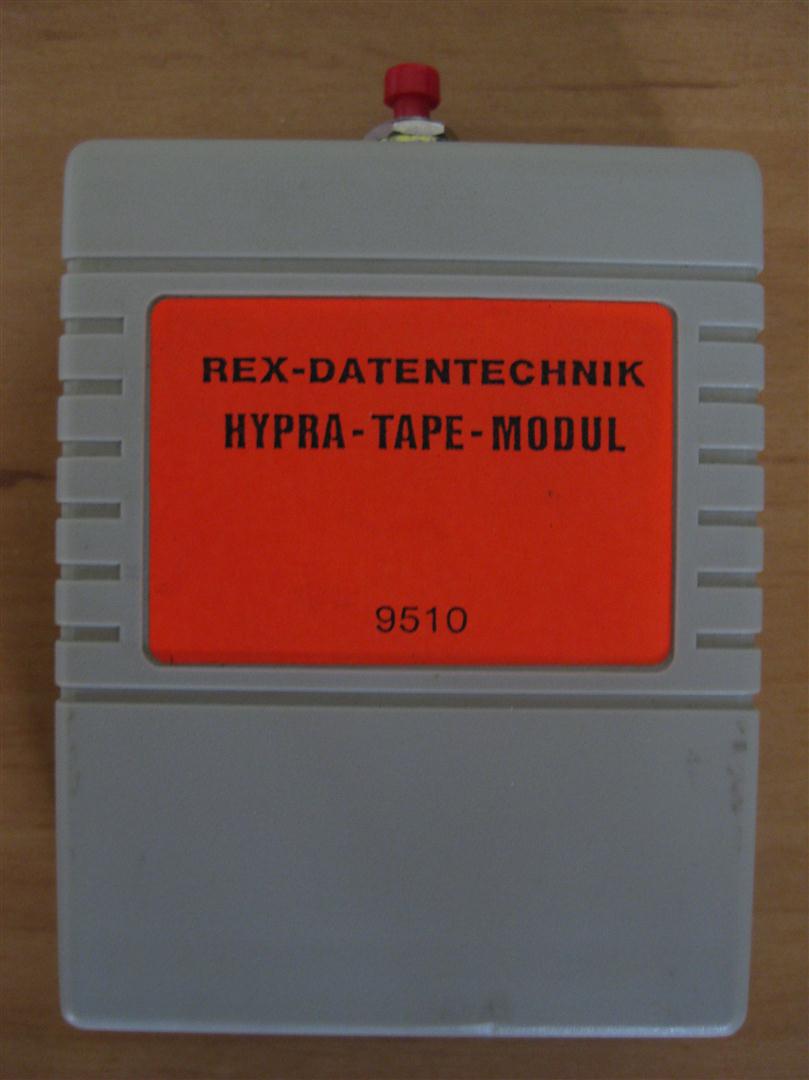 REX-DATENTECHNIK
HYPRA-TAPE-MODUL
9510